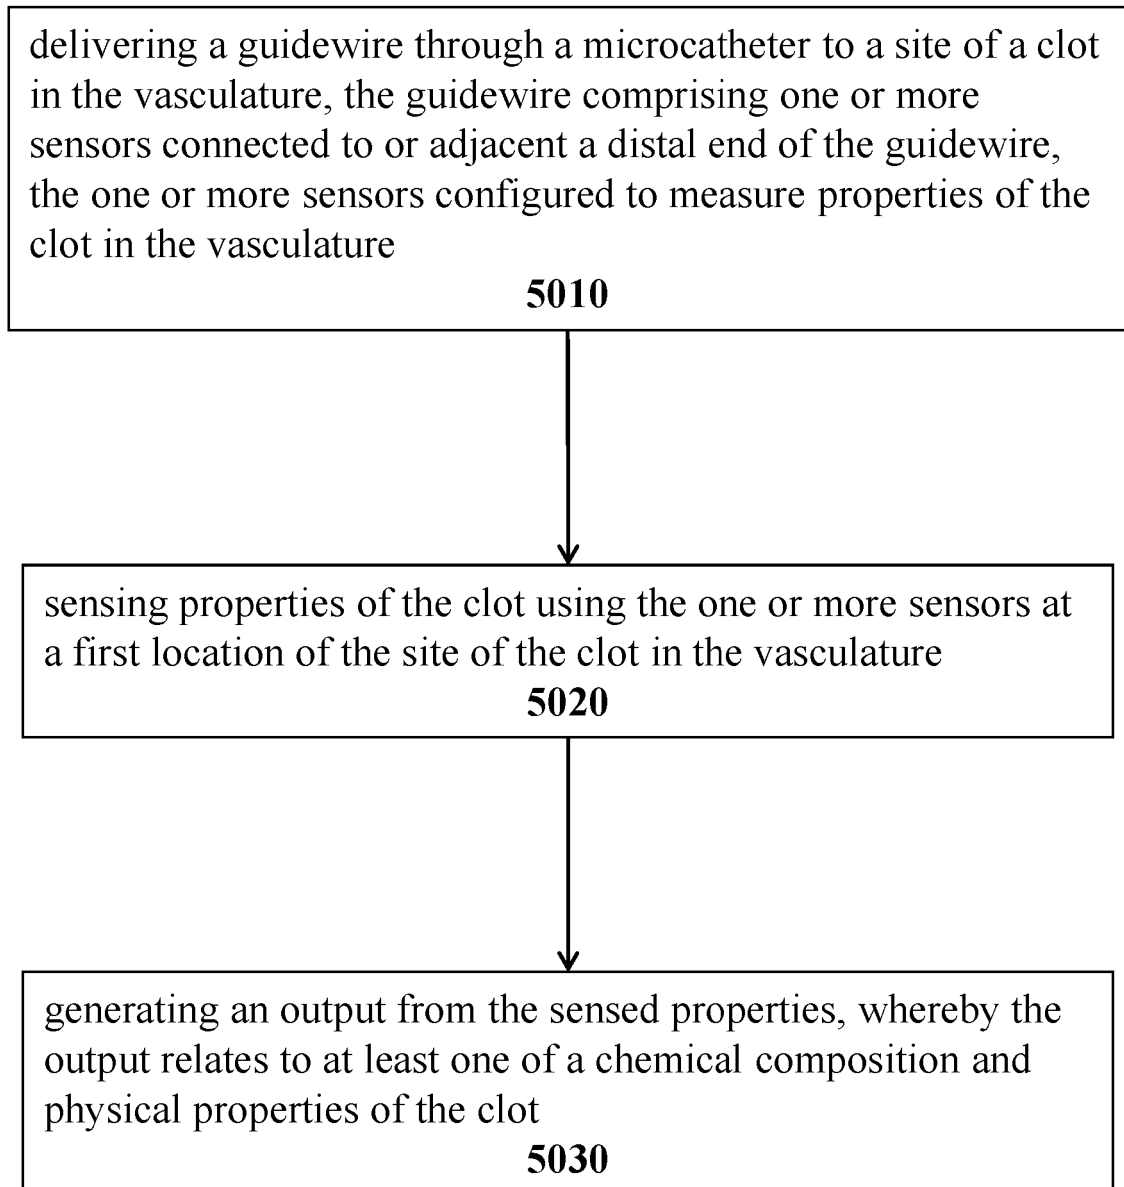 delivering a guidewire through a microcatheter to a site of a clot
in the vasculature, the guidewire comprising one or more
sensors connected to or adjacent a distal end of the guidewire,
the one or more sensors configured to measure properties of the
clot in the vasculature
5010
sensing properties of the clot using the one or more sensors at
a first location of the site of the clot in the vasculature
5020
generating an output from the sensed properties, whereby the
output relates to at least one of a chemical composition and
physical properties of the clot
5030